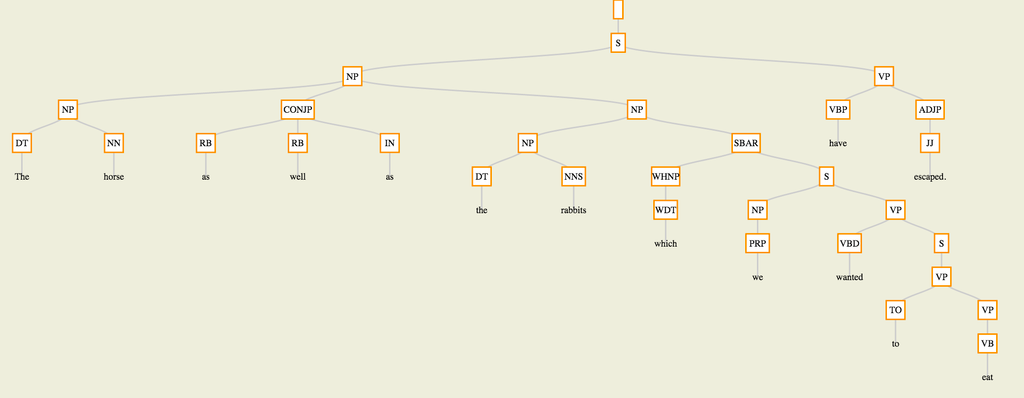 S
NP VP
NP CONJP NP VBP ADJP
DT NN RB RB IN NP SBAR have JJ
The horse as well as DT NNS WHNP S escaped.
the rabbits WDT NP VP
which PRP VBD S
we wanted VP
TO VP
to VB
eat